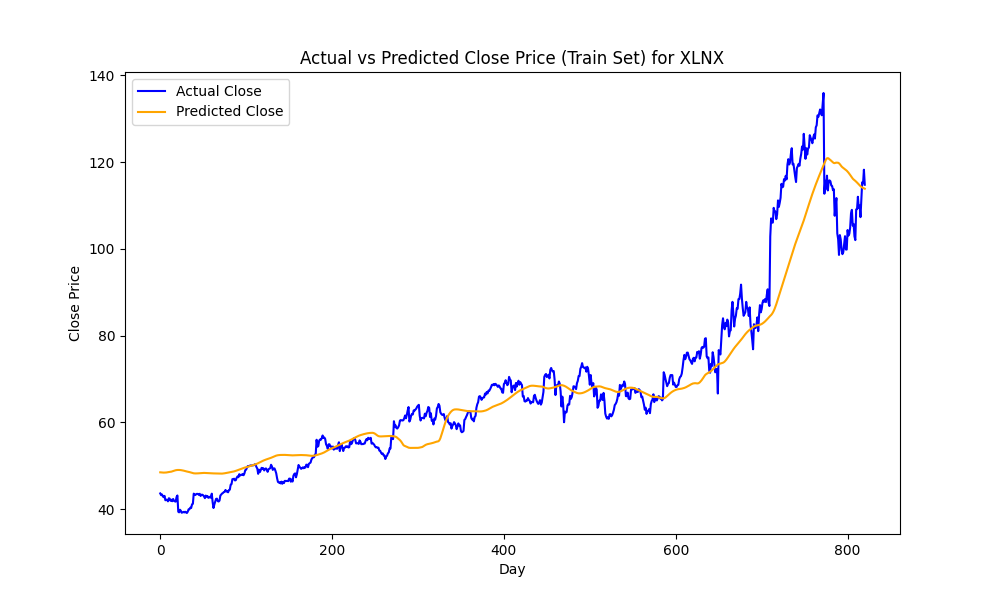 Actual vs Predicted Close Price (Train Set) for XLNX
Actual Close
Predicted Close
140
120
100
80
60
40
Close Price
0
200
400
600
800
Day